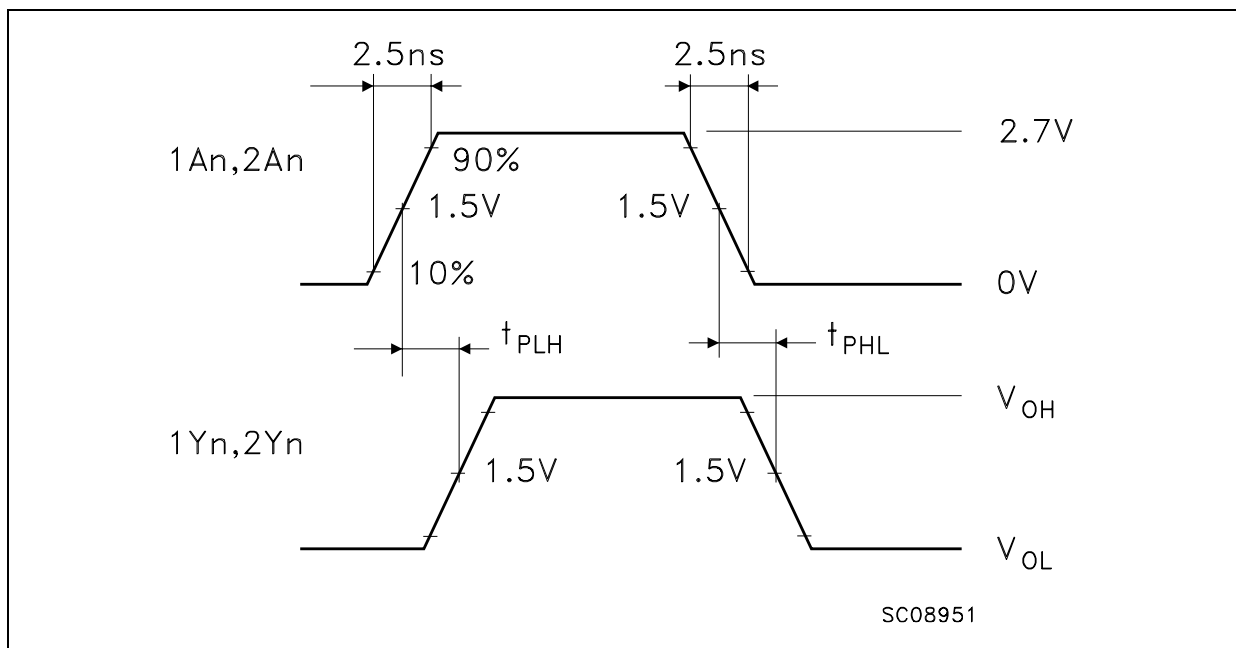 2.5ns 2.5ns
2.7V
1An,2An 90%
1.5V 1.5V
10% 0V
tPLH tPHL
VOH
1Yn,2Yn 1.5V 1.5V
VOL
SC08951